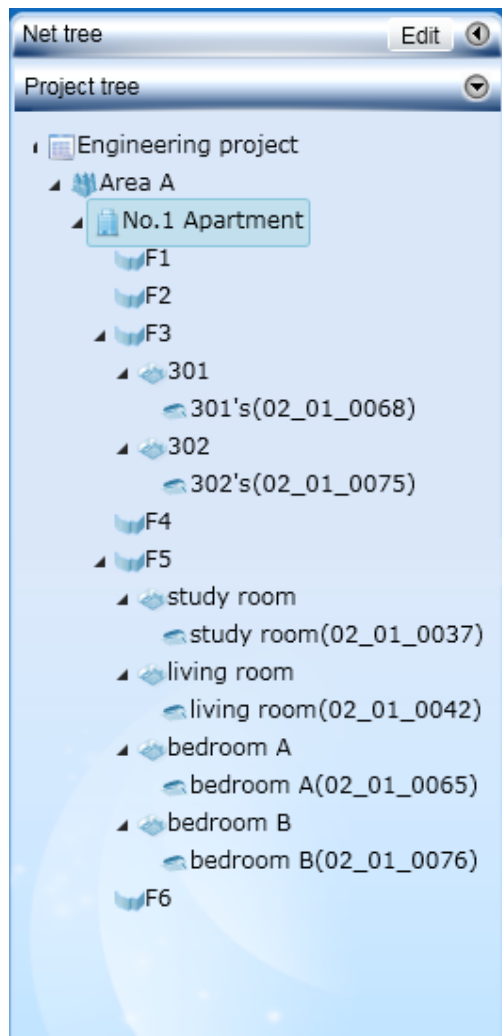 Net tree Edit
Project tree
Engineering project
Area A
No.1 Apartment
F1
F2
F3
301
301's(02_01_0068)
302
302's(02_01_0075)
F4
F5
study room
study room(02_01_0037)
living room
living room(02_01_0042)
bedroom A
bedroom A(02_01_0065)
bedroom B
bedroom B(02_01_0076)
F6